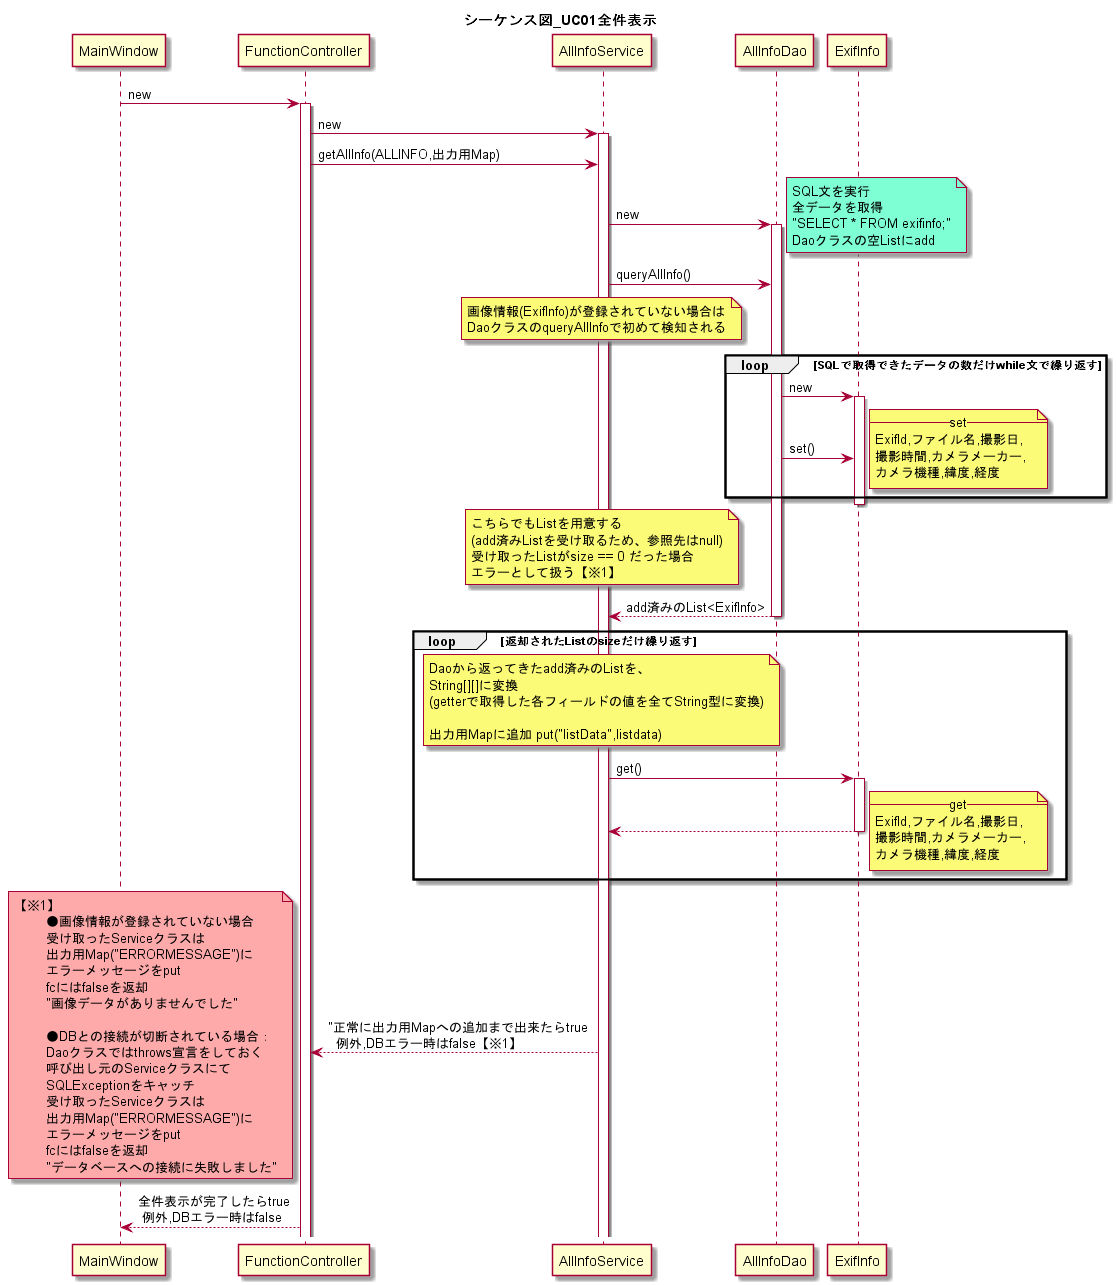 シーケンス図_UC01全件表示
MainWindow
FunctionController
AllInfoService
AllInfoDao
ExifInfo
new
new
getAllInfo(ALLINFO,出力用Map)
SQL文を実行
全データを取得
"SELECT * FROM exifinfo;"
Daoクラスの空Listにadd
new
queryAllInfo()
画像情報(ExifInfo)が登録されていない場合は
DaoクラスのqueryAllInfoで初めて検知される
loop
[SQLで取得できたデータの数だけwhile文で繰り返す]
new
set
ExifId,ファイル名,撮影日,
撮影時間,カメラメーカー,
カメラ機種,緯度,経度
set()
こちらでもListを用意する
(add済みListを受け取るため、参照先はnull)
受け取ったListがsize == 0 だった場合
エラーとして扱う【※1】
add済みのList<ExifInfo>
loop
[返却されたListのsizeだけ繰り返す]
Daoから返ってきたadd済みのListを、
String[][]に変換
(getterで取得した各フィールドの値を全てString型に変換)
出力用Mapに追加 put("listData",listdata)
get()
get
ExifId,ファイル名,撮影日,
撮影時間,カメラメーカー,
カメラ機種,緯度,経度
【※1】
●画像情報が登録されていない場合
受け取ったServiceクラスは
出力用Map("ERRORMESSAGE")に
エラーメッセージをput
fcにはfalseを返却
"画像データがありませんでした"
●DBとの接続が切断されている場合：
Daoクラスではthrows宣言をしておく
呼び出し元のServiceクラスにて
SQLExceptionをキャッチ
受け取ったServiceクラスは
出力用Map("ERRORMESSAGE")に
エラーメッセージをput
fcにはfalseを返却
"データベースへの接続に失敗しました"
"正常に出力用Mapへの追加まで出来たらtrue
例外,DBエラー時はfalse【※1】
全件表示が完了したらtrue
例外,DBエラー時はfalse
MainWindow
FunctionController
AllInfoService
AllInfoDao
ExifInfo